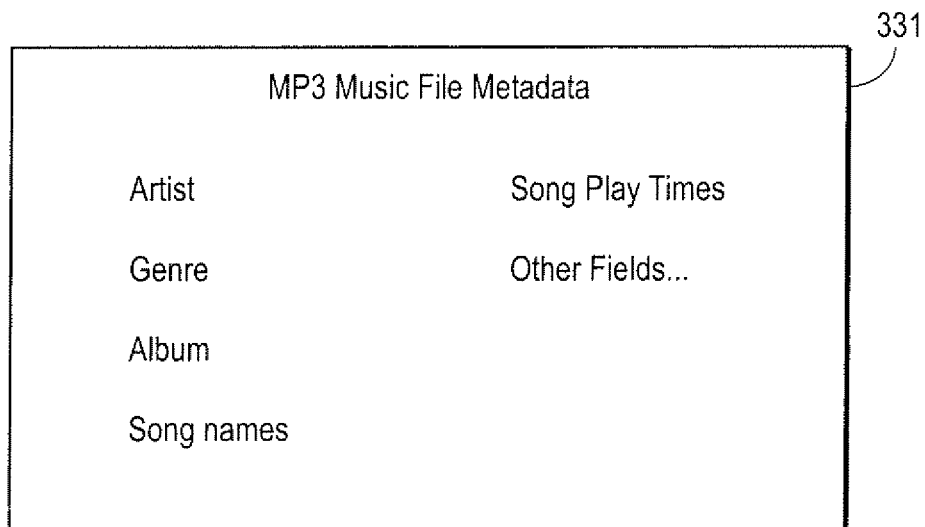 331
MP3 Music File Metadata
Artist
Song Play Times
Genre
Other Fields...
Album
Song names